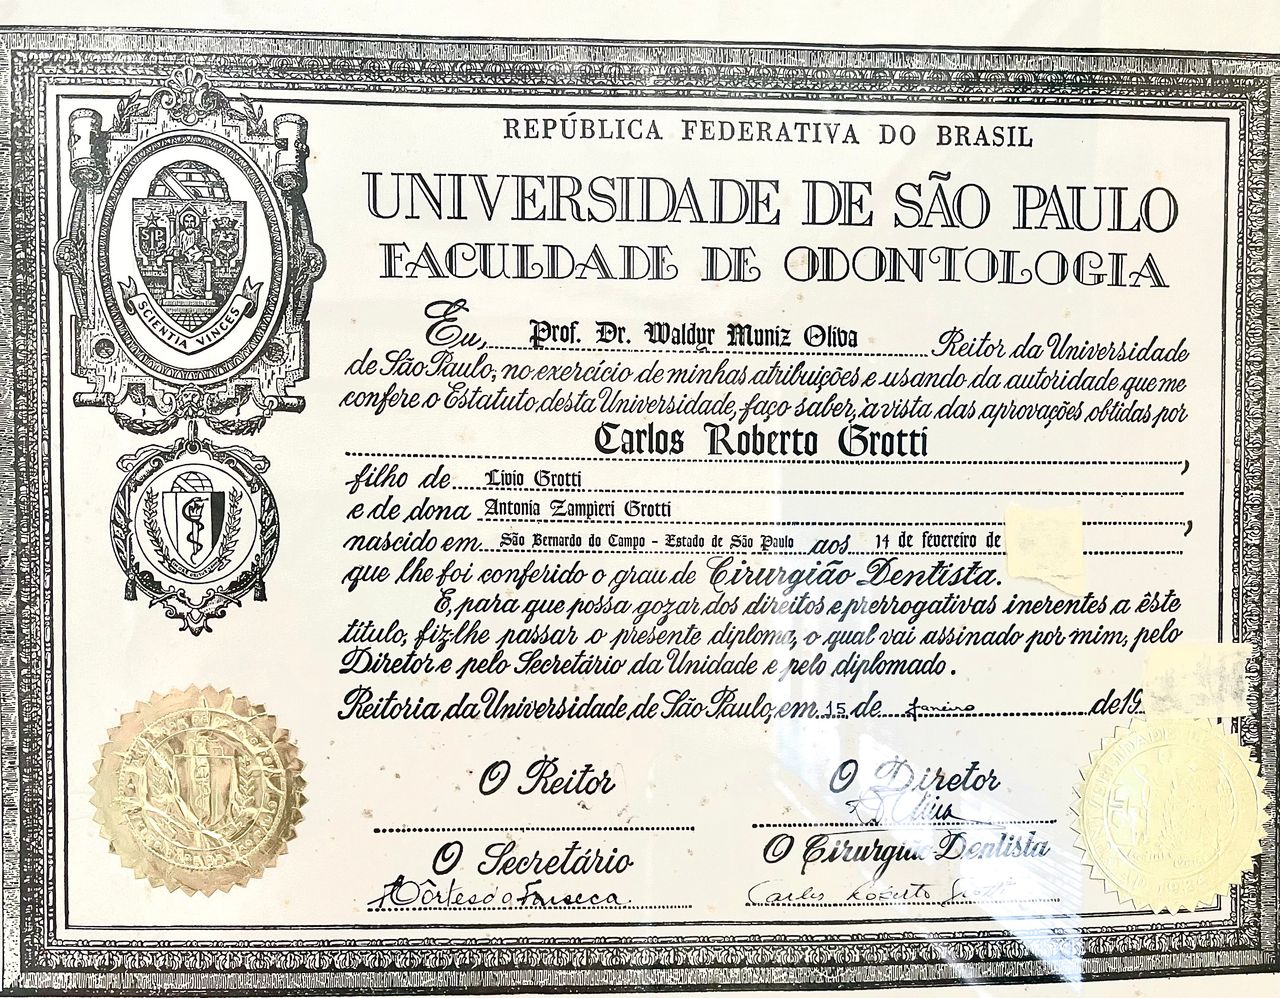 REPÚBLICA FEDERATIVA DO BRASIL
UNIVERSIDADE DE SÃO PAULO
FACULDADE DE ODONTOLOGIA
SCIENTIA VINCES
Eu, Prof. Dr. Waldyr Muniz Oliva Reitor da Universidade
de São Paulo, no exercício de minhas atribuições e usando da autoridade que me
confere o Estatuto desta Universidade, faço saber, à vista das aprovações obtidas por
Carlos Roberto Grotti,
filho de Livio Grotti
e de dona Antonia Zampieri Grotti,
nascido em São Bernardo do Campo - Estado de São Paulo aos 14 de fevereiro de
que lhe foi conferido o grau de Cirurgião Dentista.
E, para que possa gozar dos direitos e prerrogativas inerentes a êste
título, fiz-lhe passar o presente diploma, o qual vai assinado por mim, pelo
Diretor e pelo Secretário da Unidade e pelo diplomado.
Reitoria da Universidade de São Paulo, em 15 de janeiro de 19
O Reitor
O Diretor
O Secretário
O Cirurgião Dentista
Carlos Roberto Grotti